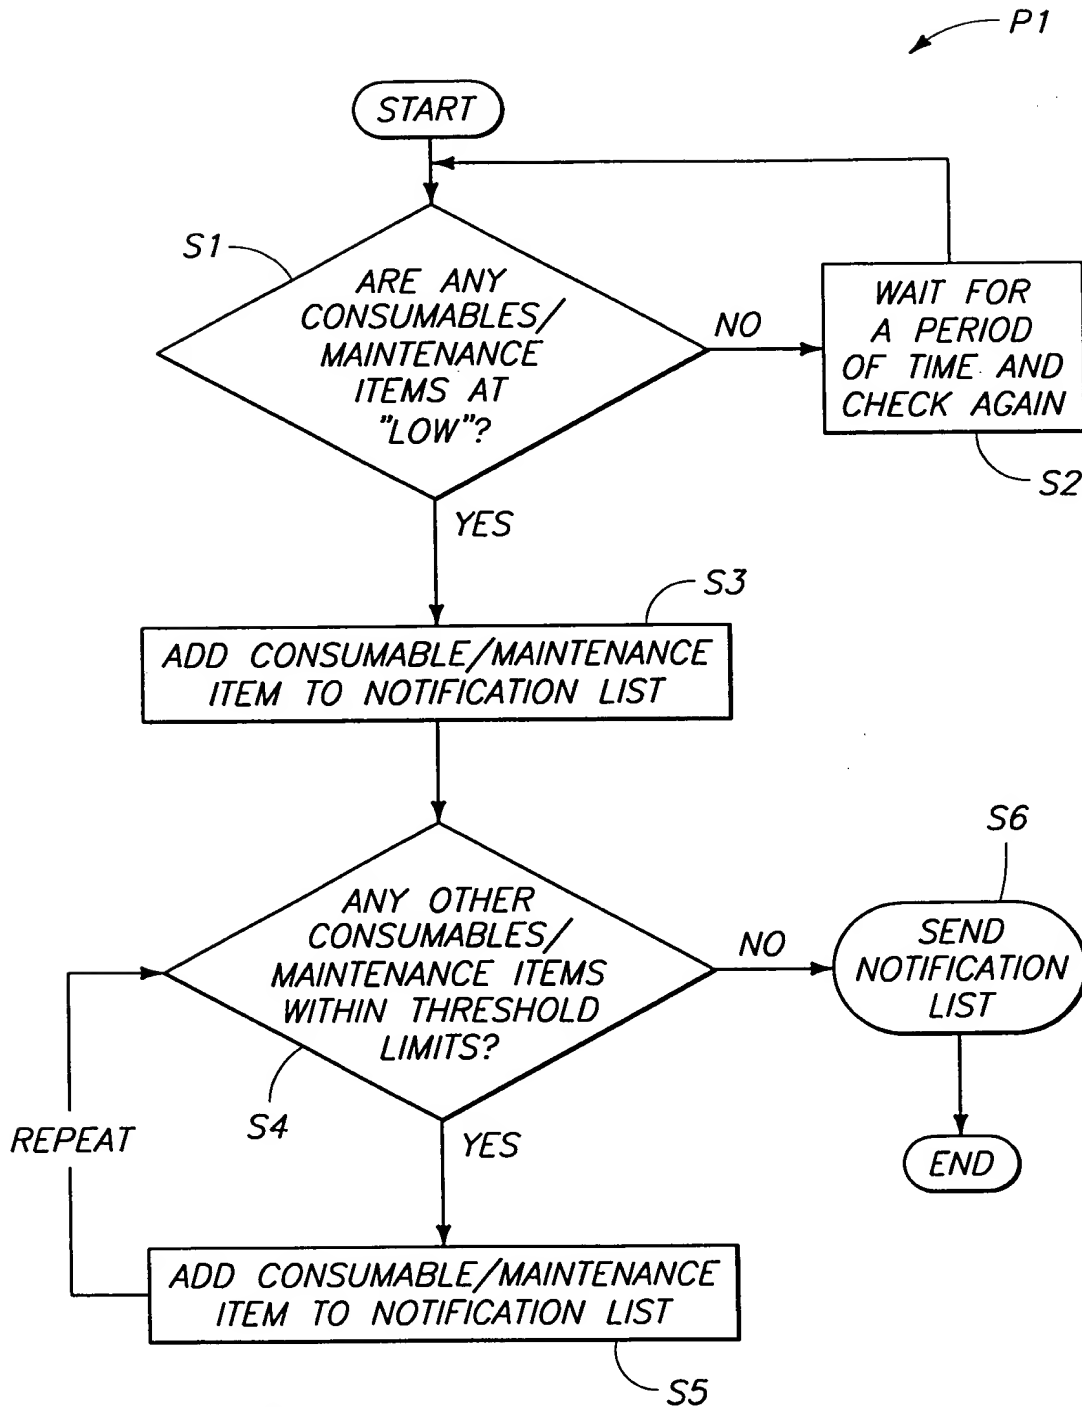 P1
START
S1
ARE ANY
CONSUMABLES/
MAINTENANCE
ITEMS AT
"LOW"?
NO
WAIT FOR
A PERIOD
OF TIME AND
CHECK AGAIN
S2
YES
S3
ADD CONSUMABLE/MAINTENANCE
ITEM TO NOTIFICATION LIST
S6
ANY OTHER
CONSUMABLES/
MAINTENANCE ITEMS
WITHIN THRESHOLD
LIMITS?
NO
SEND
NOTIFICATION
LIST
S4
REPEAT
YES
END
ADD CONSUMABLE/MAINTENANCE
ITEM TO NOTIFICATION LIST
S5